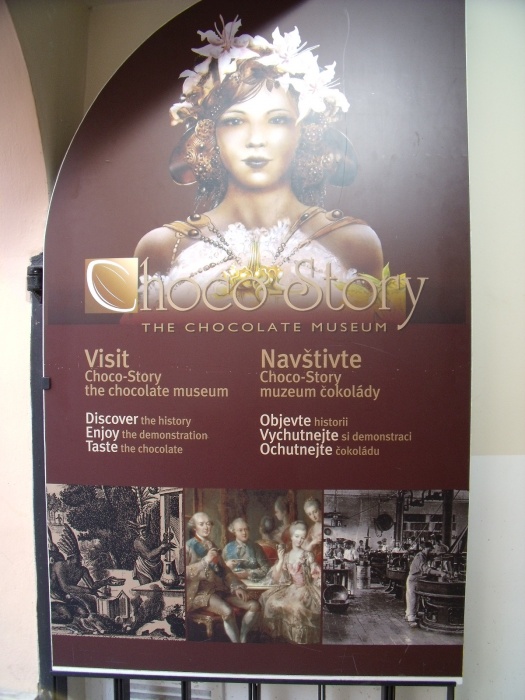 Choco-Story
THE CHOCOLATE MUSEUM
Visit
Choco-Story
the chocolate museum
Discover the history
Enjoy the demonstration
Taste the chocolate
Navštivte
Choco-Story
muzeum čokolády
Objevte historii
Vychutnejte si demonstraci
Ochutnejte čokoládu